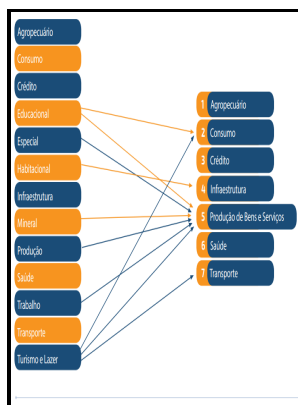 Agropecuário
Consumo
Crédito
Educacional
Especial
Habitacional
Infraestrutura
Mineral
Produção
Saúde
Trabalho
Transporte
Turismo e Lazer
1 Agropecuário
2 Consumo
3 Crédito
4 Infraestrutura
5 Produção de Bens e Serviços
6 Saúde
7 Transporte